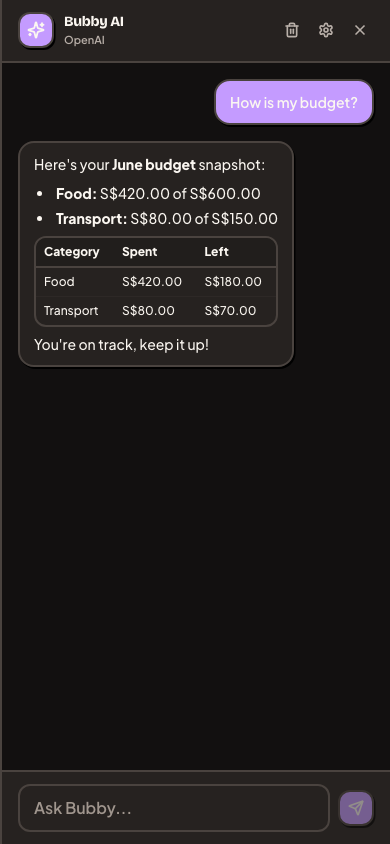 Bubby AI
OpenAI
How is my budget?
Here's your June budget snapshot:
• Food: S$420.00 of S$600.00
• Transport: S$80.00 of S$150.00
Category Spent Left
Food S$420.00 S$180.00
Transport S$80.00 S$70.00
You're on track, keep it up!
Ask Bubby...